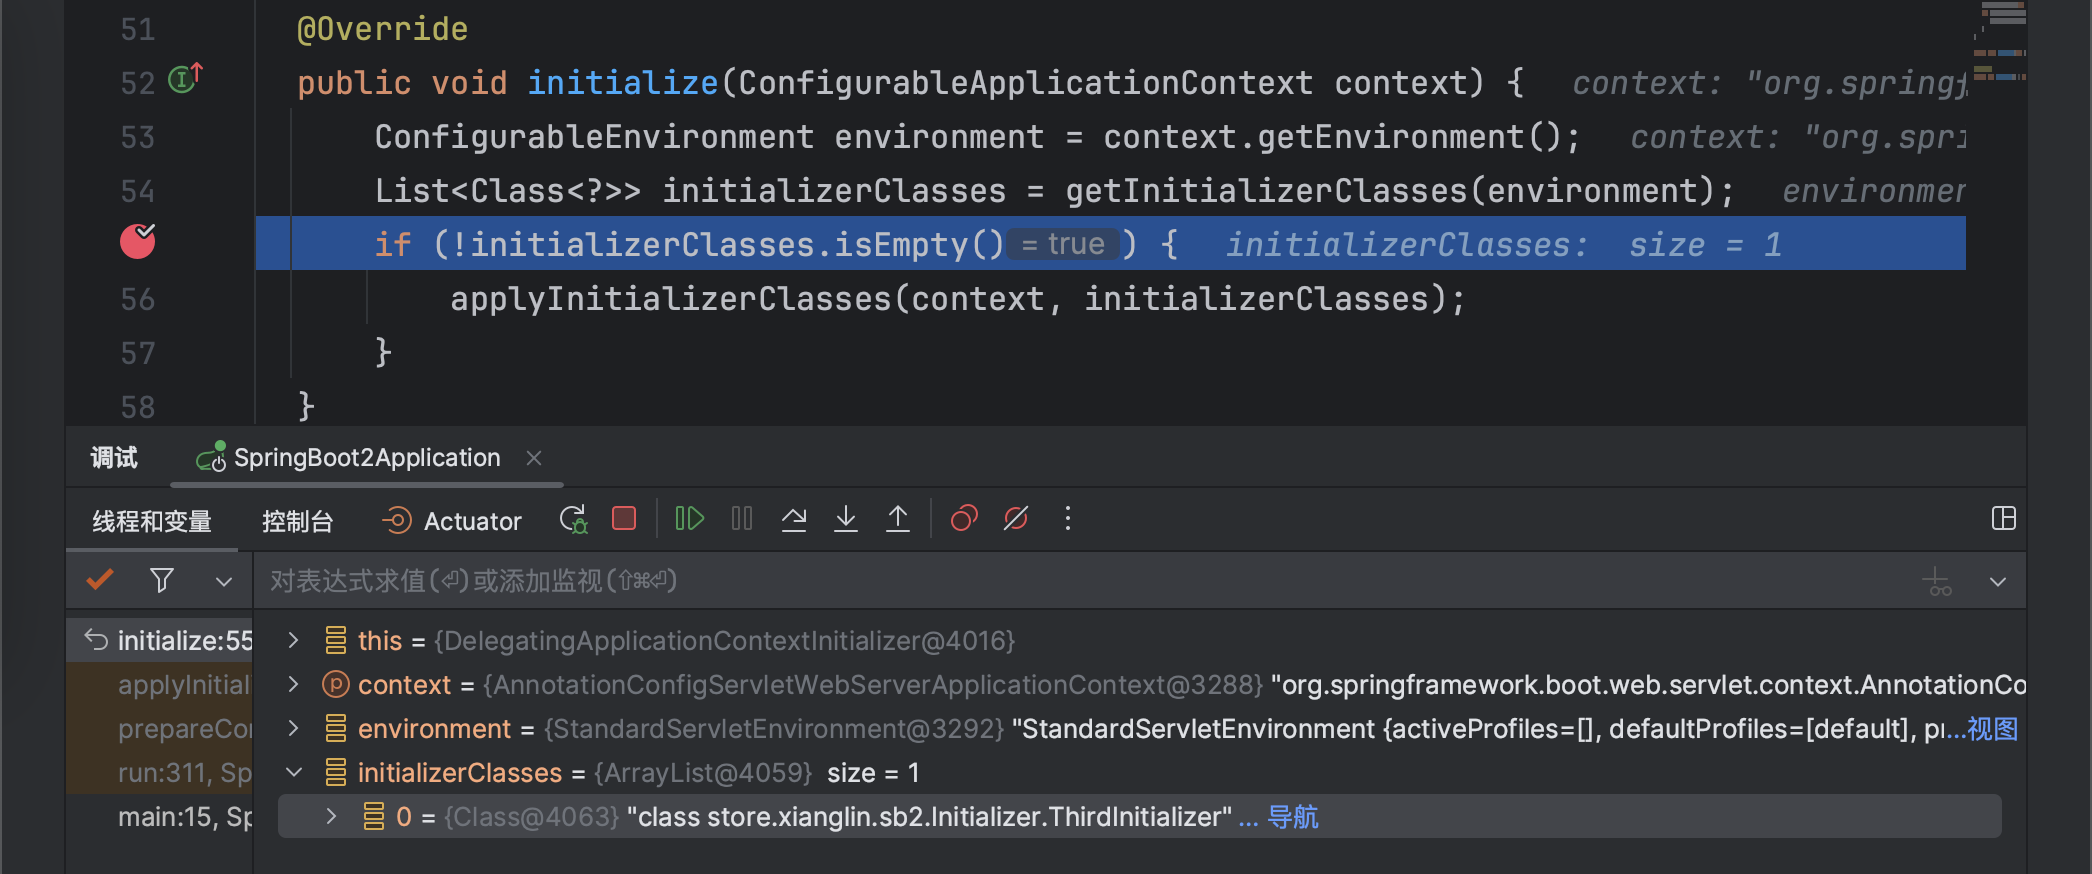 51 @Override
52 public void initialize(ConfigurableApplicationContext context) { context: "org.springf
53 ConfigurableEnvironment environment = context.getEnvironment(); context: "org.spri
54 List<Class<?>> initializerClasses = getInitializerClasses(environment); environmen
if (!initializerClasses.isEmpty() = true ) { initializerClasses: size = 1
56 applyInitializerClasses(context, initializerClasses);
57 }
58 }
调试 SpringBoot2Application
线程和变量 控制台 Actuator
对表达式求值(⏎)或添加监视(⇧⌘⏎)
initialize:55
applyInitial
prepareCon
run:311, Sp
main:15, Sp
this = {DelegatingApplicationContextInitializer@4016}
context = {AnnotationConfigServletWebServerApplicationContext@3288} "org.springframework.boot.web.servlet.context.AnnotationCo
environment = {StandardServletEnvironment@3292} "StandardServletEnvironment {activeProfiles=[], defaultProfiles=[default], pr...视图
initializerClasses = {ArrayList@4059} size = 1
0 = {Class@4063} "class store.xianglin.sb2.Initializer.ThirdInitializer" ... 导航